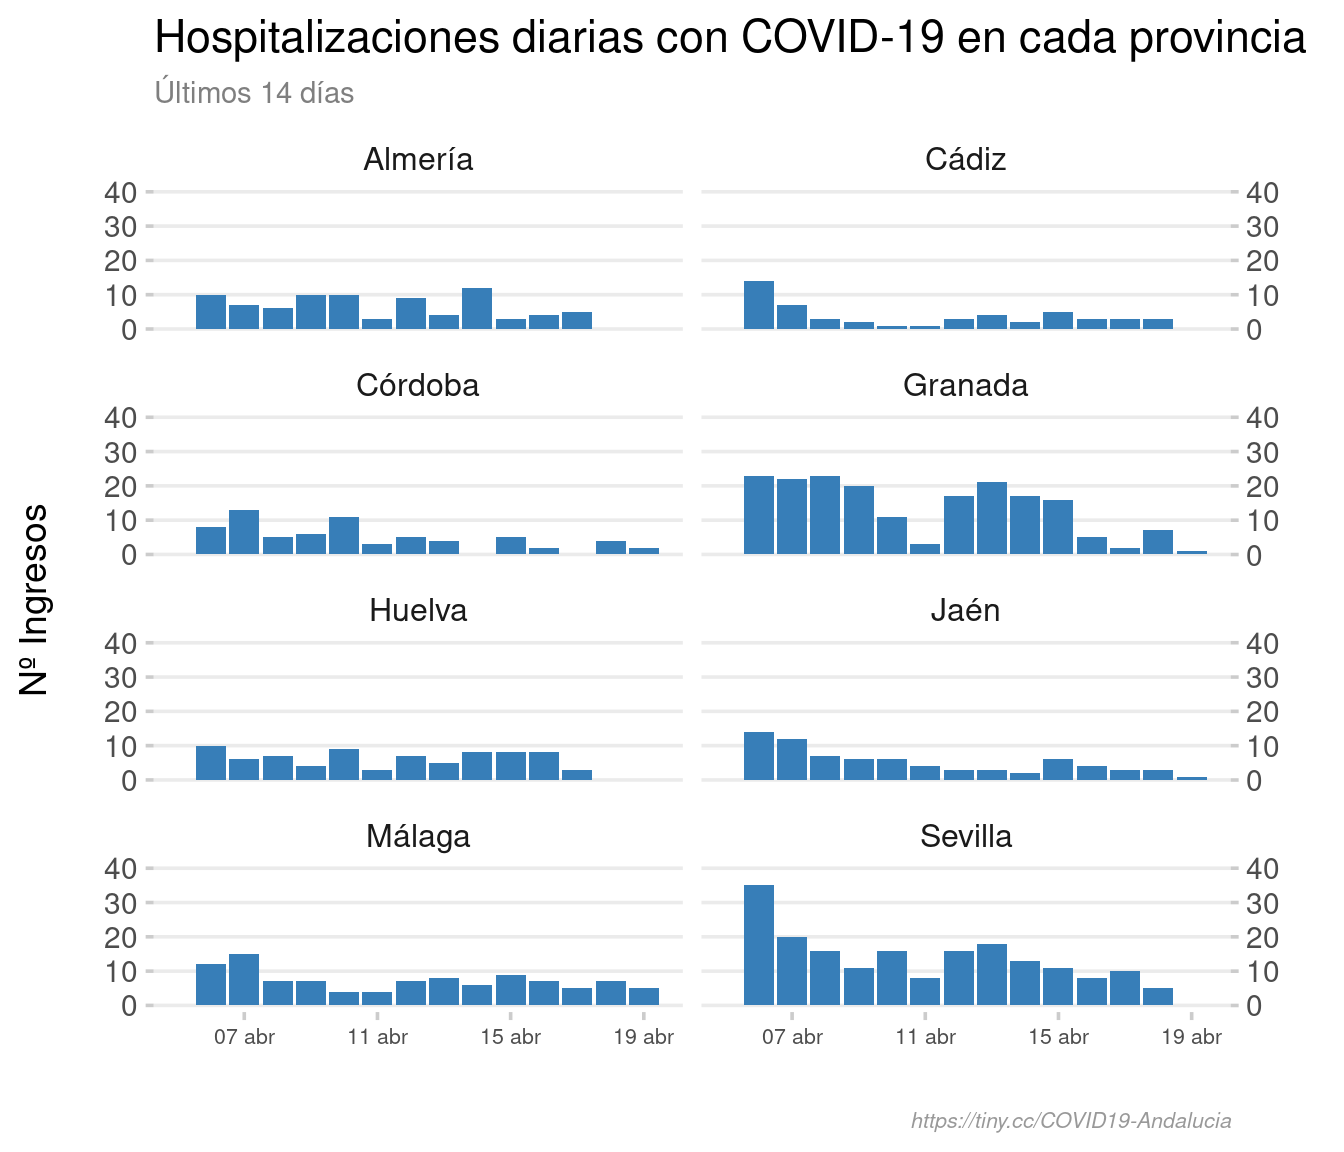 Hospitalizaciones diarias con COVID-19 en cada provincia
Últimos 14 días
Nº Ingresos
Almería
Cádiz
40
30
20
10
0
40
30
20
10
0
Córdoba
Granada
40
30
20
10
0
40
30
20
10
0
Huelva
Jaén
40
30
20
10
0
40
30
20
10
0
Málaga
Sevilla
40
30
20
10
0
40
30
20
10
0
07 abr 11 abr 15 abr 19 abr
07 abr 11 abr 15 abr 19 abr
https://tiny.cc/COVID19-Andalucia